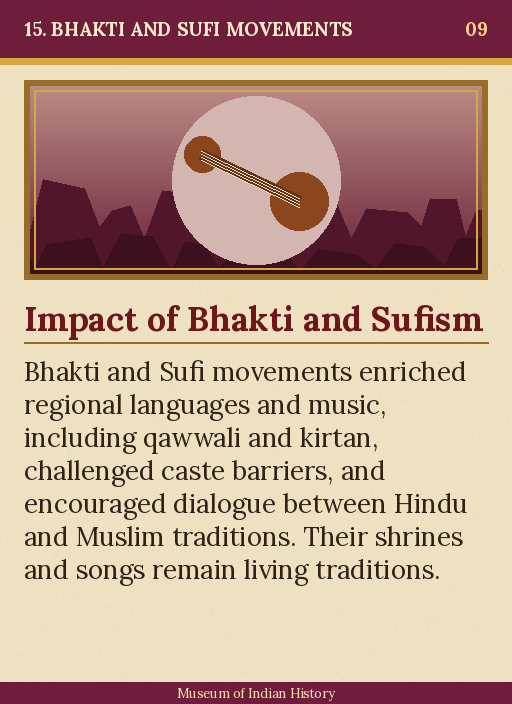 15. BHAKTI AND SUFI MOVEMENTS
09
Impact of Bhakti and Sufism
Bhakti and Sufi movements enriched
regional languages and music,
including qawwali and kirtan,
challenged caste barriers, and
encouraged dialogue between Hindu
and Muslim traditions. Their shrines
and songs remain living traditions.
Museum of Indian History